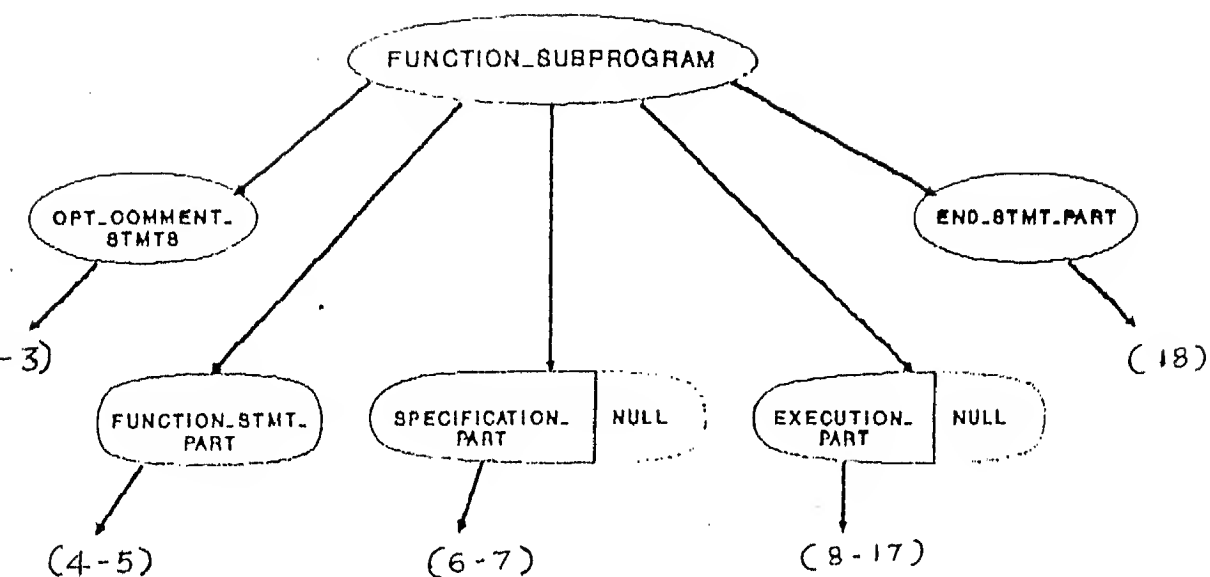 FUNCTION_SUBPROGRAM
OPT_COMMENT_
STMTS
END_STMT_PART
-3)
(18)
FUNCTION_STMT_
PART
SPECIFICATION_
PART
NULL
EXECUTION_
PART
NULL
(4-5)
(6-7)
(8-17)